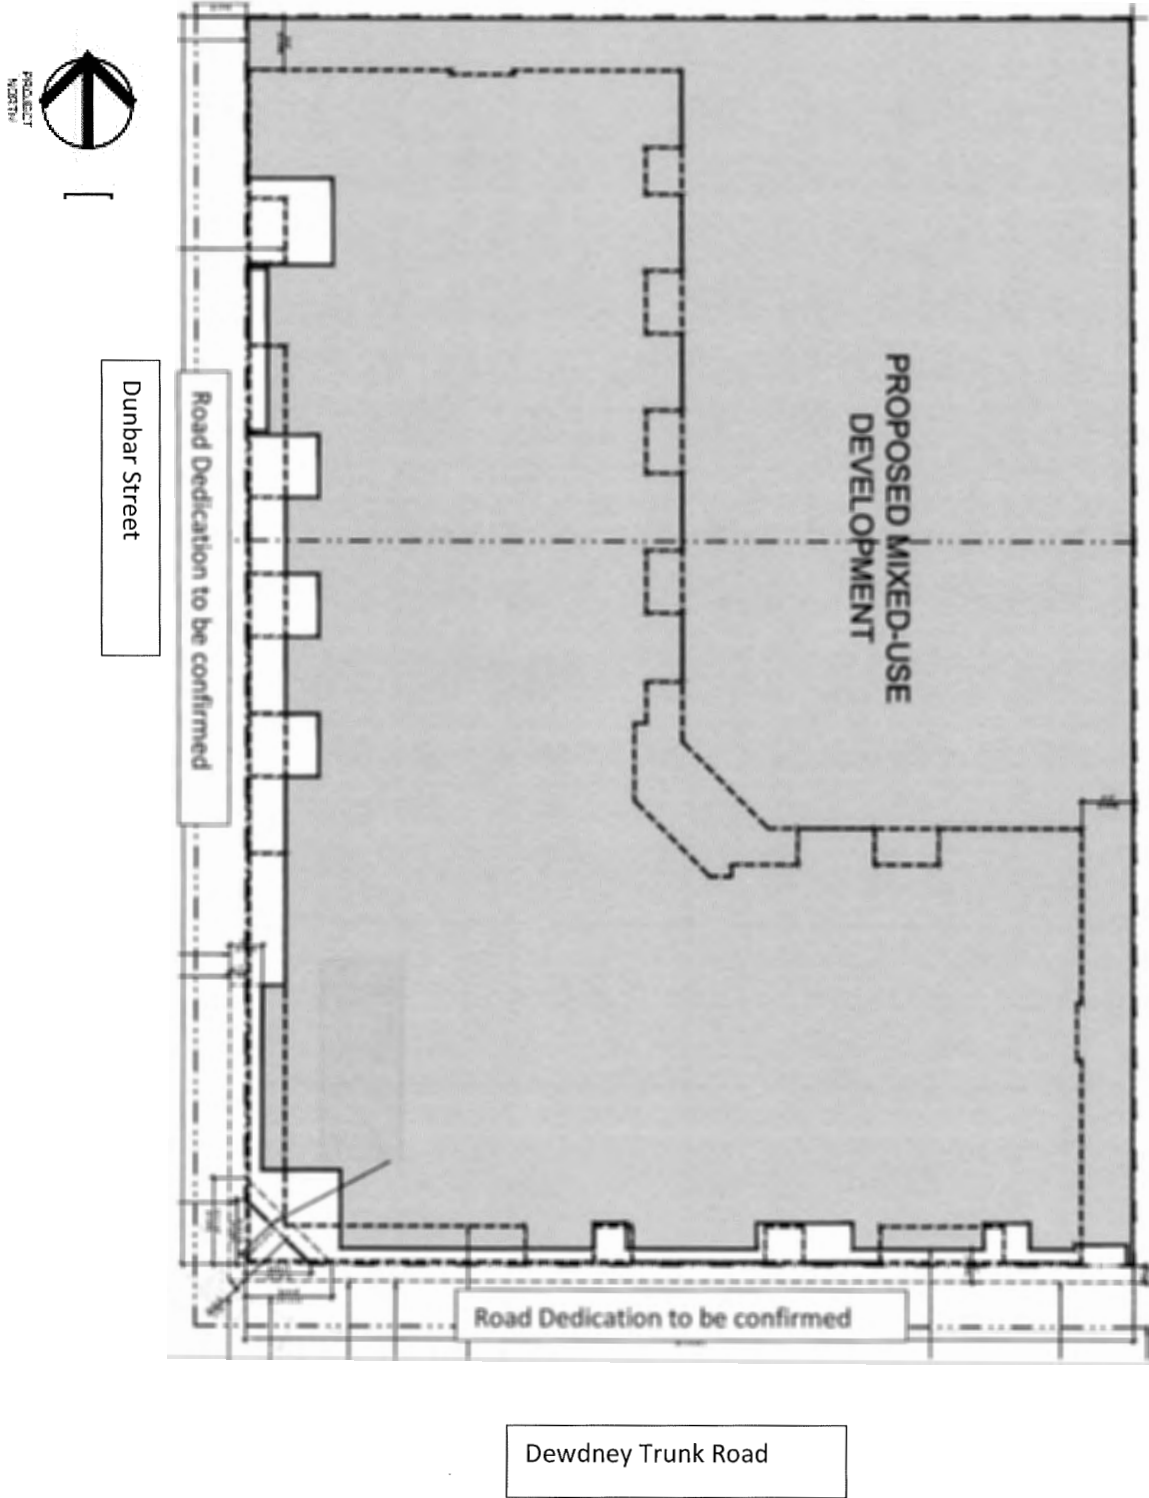 PROJECT
NORTH
Dunbar Street
Road Dedication to be confirmed
PROPOSED MIXED-USE
DEVELOPMENT
Road Dedication to be confirmed
Dewdney Trunk Road